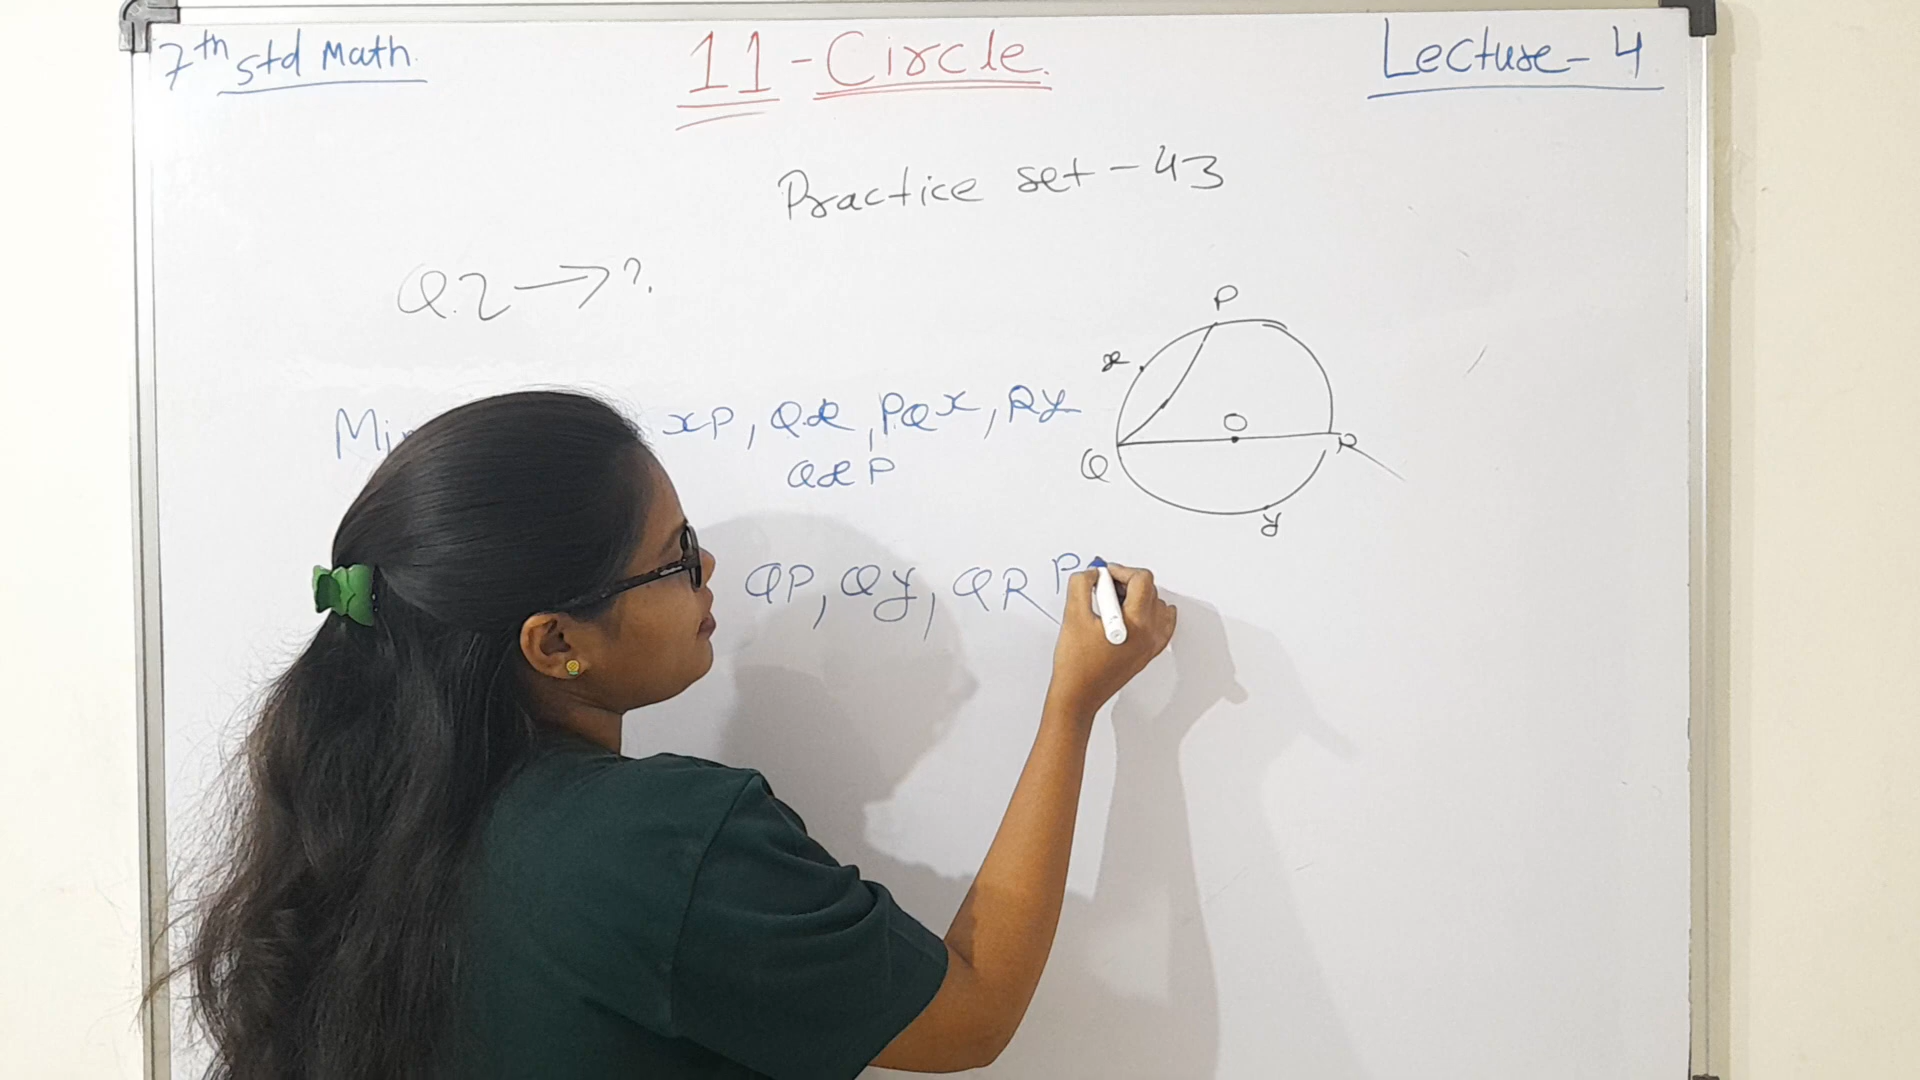 7th std Math.
11 - Circle.
Lecture - 4
Practice set - 43
Q.2 → ?
P
x
O
Q
R
y
xP, Qx, PQx, Ry
QxP
QP, Qy, QR P